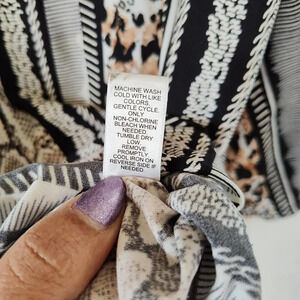 MACHINE WASH
COLD WITH LIKE
COLORS,
GENTLE CYCLE.
ONLY
NON-CHLORINE
BLEACH WHEN
NEEDED
TUMBLE DRY
LOW
REMOVE
PROMPTLY
COOL IRON ON
REVERSE SIDE IF
NEEDED